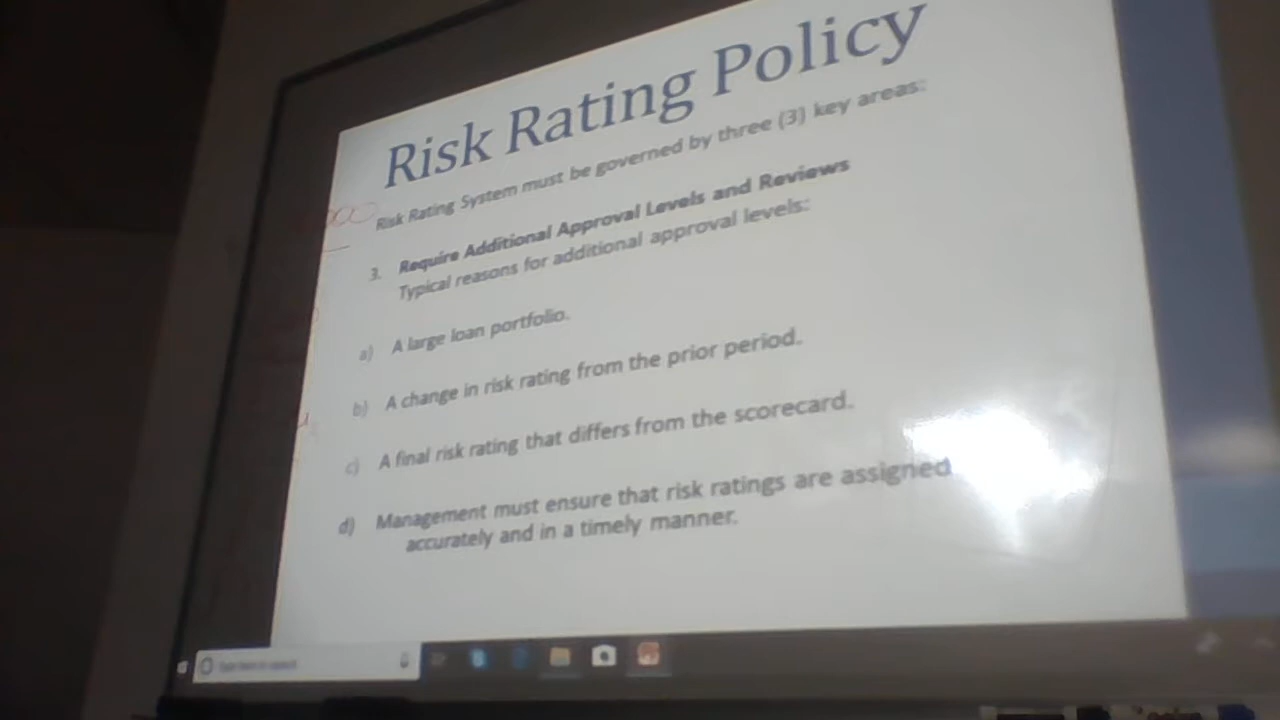 Risk Rating Policy
Risk Rating System must be governed by three (3) key areas:
3. Require Additional Approval Levels and Reviews
Typical reasons for additional approval levels:
a) A large loan portfolio.
b) A change in risk rating from the prior period.
c) A final risk rating that differs from the scorecard.
d) Management must ensure that risk ratings are assigned
accurately and in a timely manner.